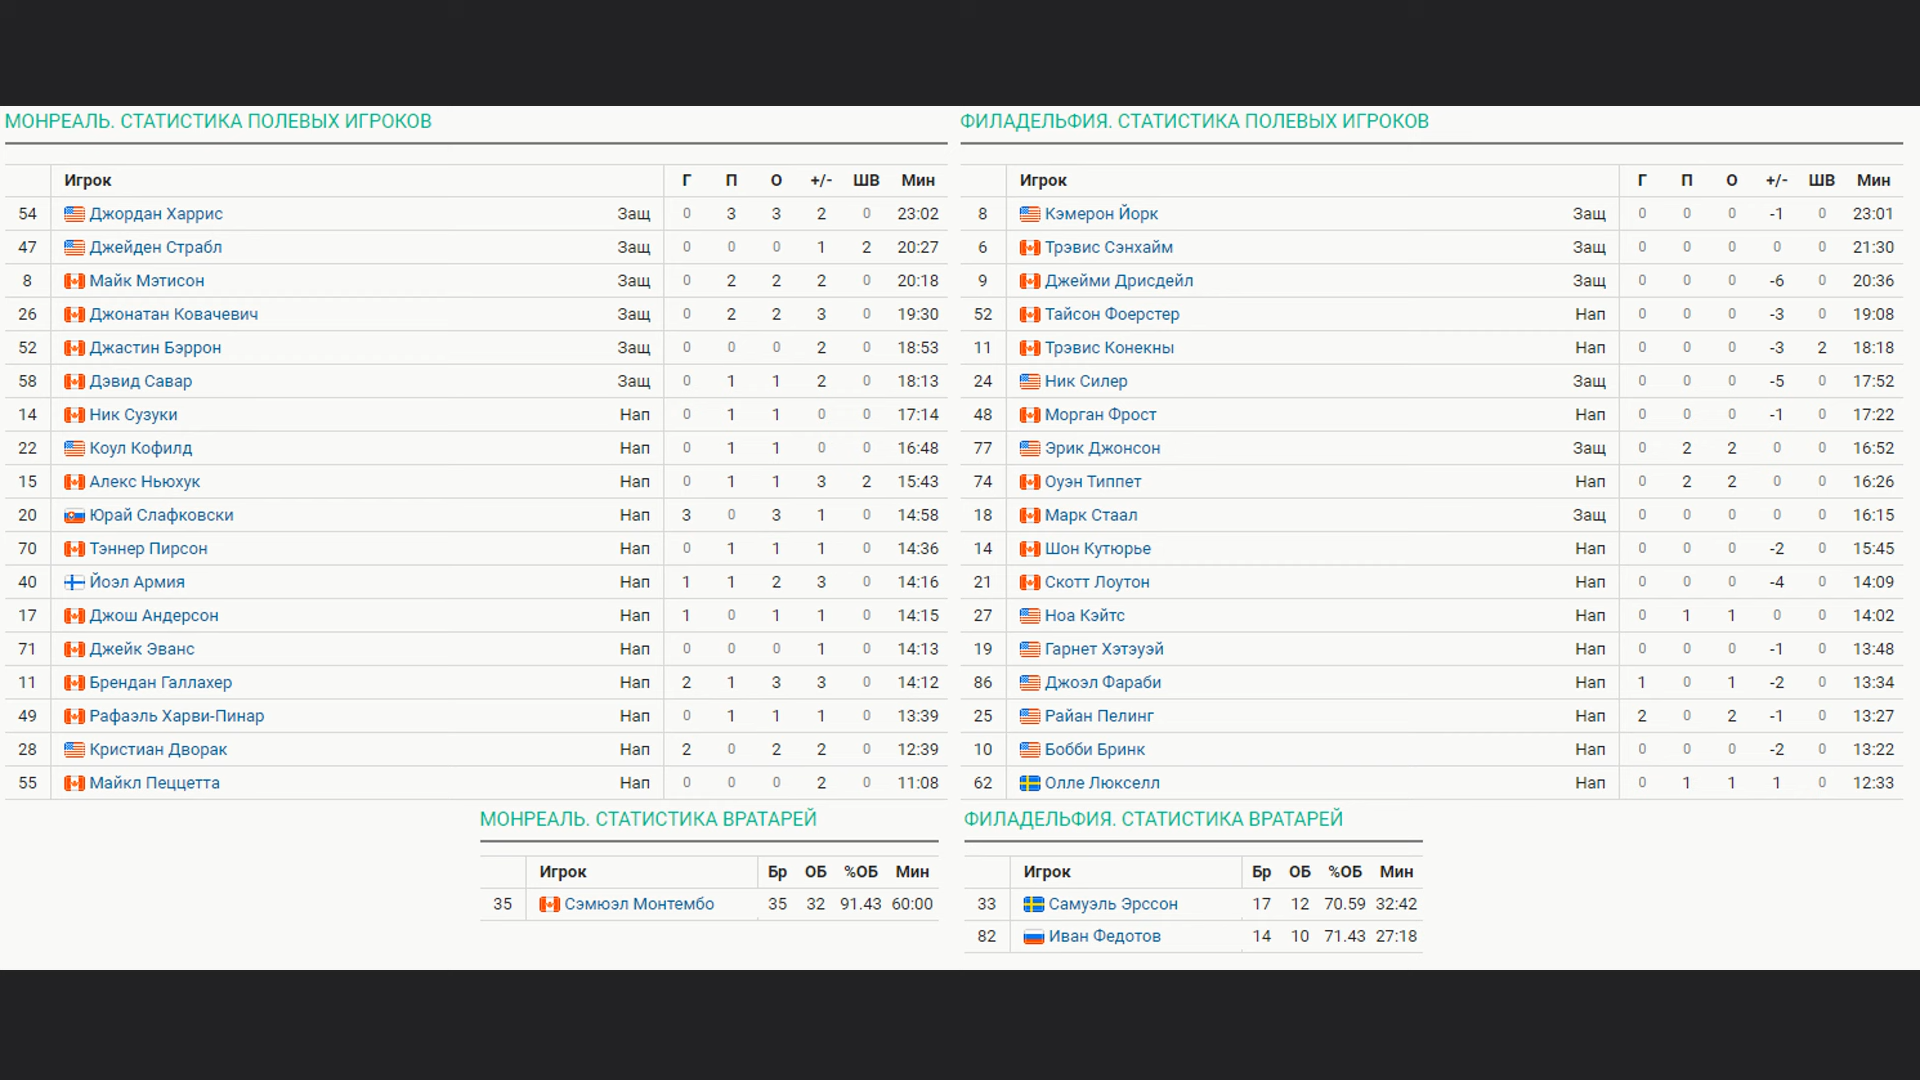 МОНРЕАЛЬ. СТАТИСТИКА ПОЛЕВЫХ ИГРОКОВ
Игрок Г П О +/- ШВ Мин
54 Джордан Харрис Защ 0 3 3 2 0 23:02
47 Джейден Страбл Защ 0 0 0 1 2 20:27
8 Майк Мэтисон Защ 0 2 2 2 0 20:18
26 Джонатан Ковачевич Защ 0 2 2 3 0 19:30
52 Джастин Бэррон Защ 0 0 0 2 0 18:53
58 Дэвид Савар Защ 0 1 1 2 0 18:13
14 Ник Сузуки Нап 0 1 1 0 0 17:14
22 Коул Кофилд Нап 0 1 1 0 0 16:48
15 Алекс Ньюхук Нап 0 1 1 3 2 15:43
20 Юрай Слафковски Нап 3 0 3 1 0 14:58
70 Тэннер Пирсон Нап 0 1 1 1 0 14:36
40 Йоэл Армия Нап 1 1 2 3 0 14:16
17 Джош Андерсон Нап 1 0 1 1 0 14:15
71 Джейк Эванс Нап 0 0 0 1 0 14:13
11 Брендан Галлахер Нап 2 1 3 3 0 14:12
49 Рафаэль Харви-Пинар Нап 0 1 1 1 0 13:39
28 Кристиан Дворак Нап 2 0 2 2 0 12:39
55 Майкл Пеццетта Нап 0 0 0 2 0 11:08
ФИЛАДЕЛЬФИЯ. СТАТИСТИКА ПОЛЕВЫХ ИГРОКОВ
Игрок Г П О +/- ШВ Мин
8 Кэмерон Йорк Защ 0 0 0 -1 0 23:01
6 Трэвис Сэнхайм Защ 0 0 0 0 0 21:30
9 Джейми Дрисдейл Защ 0 0 0 -6 0 20:36
52 Тайсон Фоерстер Нап 0 0 0 -3 0 19:08
11 Трэвис Конекны Нап 0 0 0 -3 2 18:18
24 Ник Силер Защ 0 0 0 -5 0 17:52
48 Морган Фрост Нап 0 0 0 -1 0 17:22
77 Эрик Джонсон Защ 0 2 2 0 0 16:52
74 Оуэн Типпет Нап 0 2 2 0 0 16:26
18 Марк Стаал Защ 0 0 0 0 0 16:15
14 Шон Кутюрье Нап 0 0 0 -2 0 15:45
21 Скотт Лоутон Нап 0 0 0 -4 0 14:09
27 Ноа Кэйтс Нап 0 1 1 0 0 14:02
19 Гарнет Хэтэуэй Нап 0 0 0 -1 0 13:48
86 Джоэл Фараби Нап 1 0 1 -2 0 13:34
25 Райан Пелинг Нап 2 0 2 -1 0 13:27
10 Бобби Бринк Нап 0 0 0 -2 0 13:22
62 Олле Люкселл Нап 0 1 1 1 0 12:33
МОНРЕАЛЬ. СТАТИСТИКА ВРАТАРЕЙ
Игрок Бр ОБ %ОБ Мин
35 Сэмюэл Монтембо 35 32 91.43 60:00
ФИЛАДЕЛЬФИЯ. СТАТИСТИКА ВРАТАРЕЙ
Игрок Бр ОБ %ОБ Мин
33 Самуэль Эрссон 17 12 70.59 32:42
82 Иван Федотов 14 10 71.43 27:18